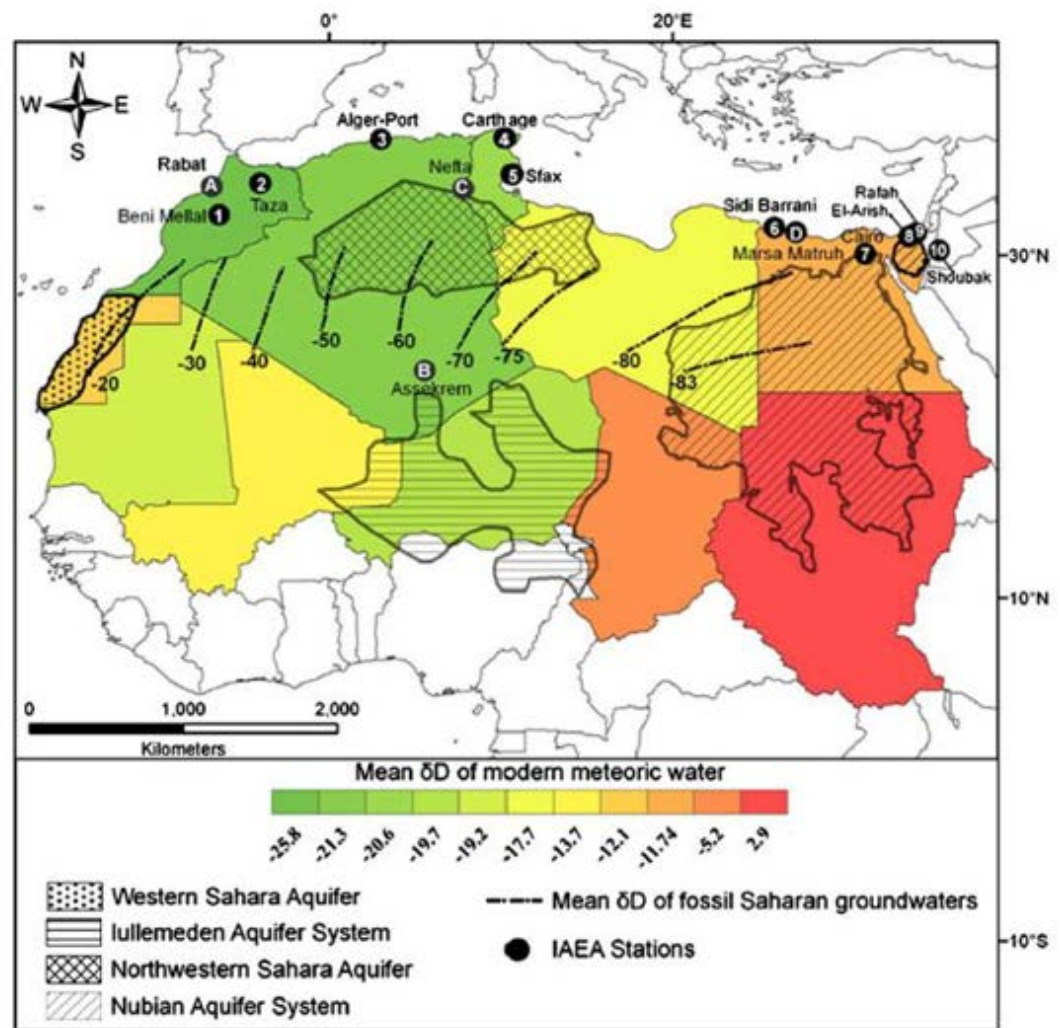 0°
20°E
N
W
E
S
Alger-Port
3
Carthage
4
Rabat
A
2
Taza
Nefta
C
5
Sfax
Beni Mellal
1
Sidi Barrani
6
D
Marsa Matruh
Cairo
7
Rafah
El-Arish
8
9
10
Shoubak
30°N
-20
-30
-40
-50
-60
-70
-75
-80
-83
B
Assekrem
10°N
0
1,000
2,000
Kilometers
Mean δD of modern meteoric water
-25.8
-21.3
-20.6
-19.7
-19.2
-17.7
-13.7
-12.1
-11.74
-5.2
2.9
Western Sahara Aquifer
Iullemeden Aquifer System
Northwestern Sahara Aquifer
Nubian Aquifer System
Mean δD of fossil Saharan groundwaters
IAEA Stations
10°S